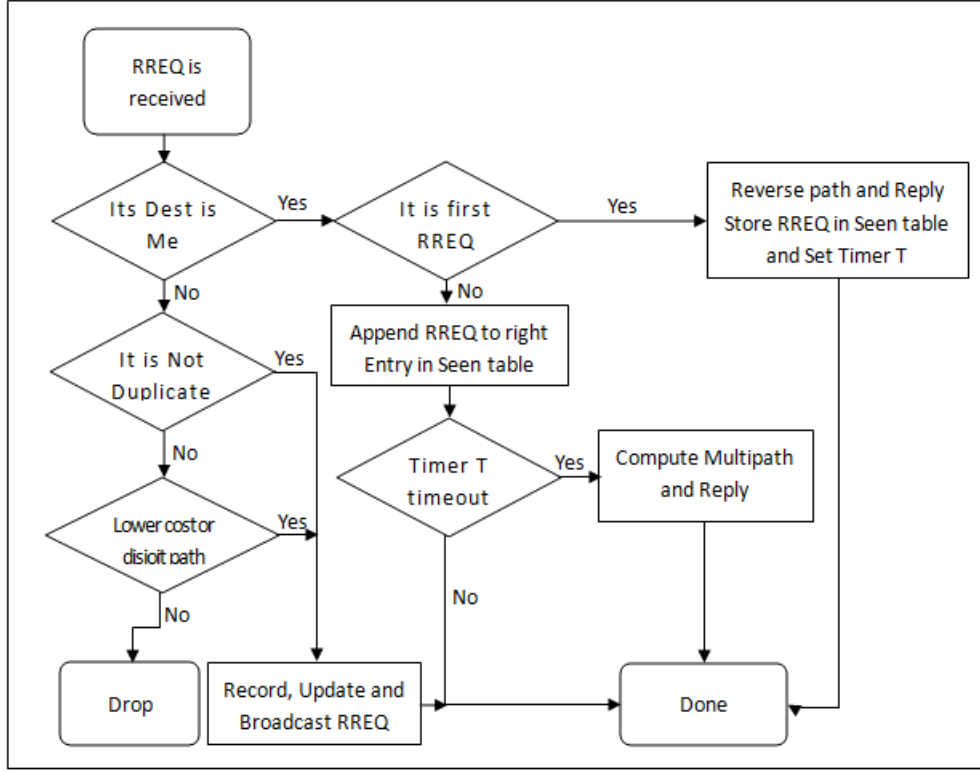 RREQ is
received
Its Dest is
Me
Yes
It is first
RREQ
Yes
Reverse path and Reply
Store RREQ in Seen table
and Set Timer T
No
No
It is Not
Duplicate
Yes
Append RREQ to right
Entry in Seen table
No
Timer T
timeout
Yes
Compute Multipath
and Reply
Lower cost or
disjoit path
Yes
No
No
Drop
Record, Update and
Broadcast RREQ
Done